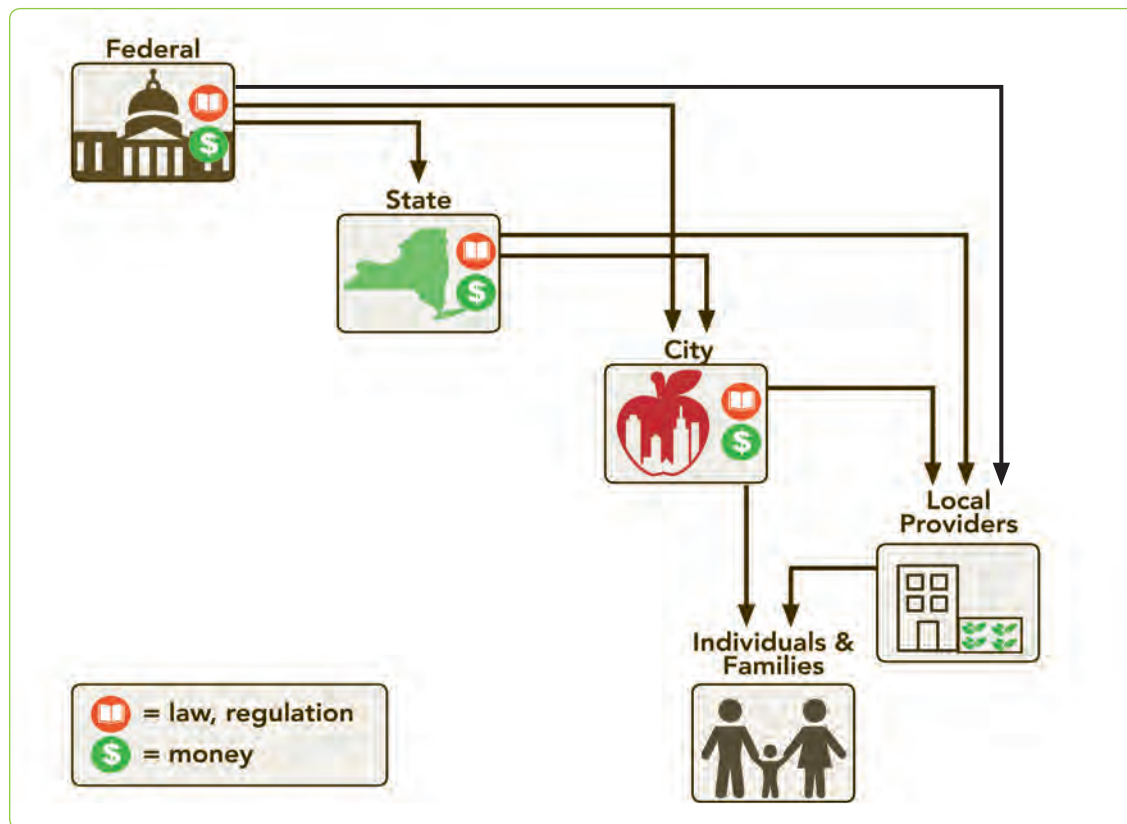 Federal
$
State
$
City
$
Local
Providers
Individuals &
Families
= law, regulation
$ = money